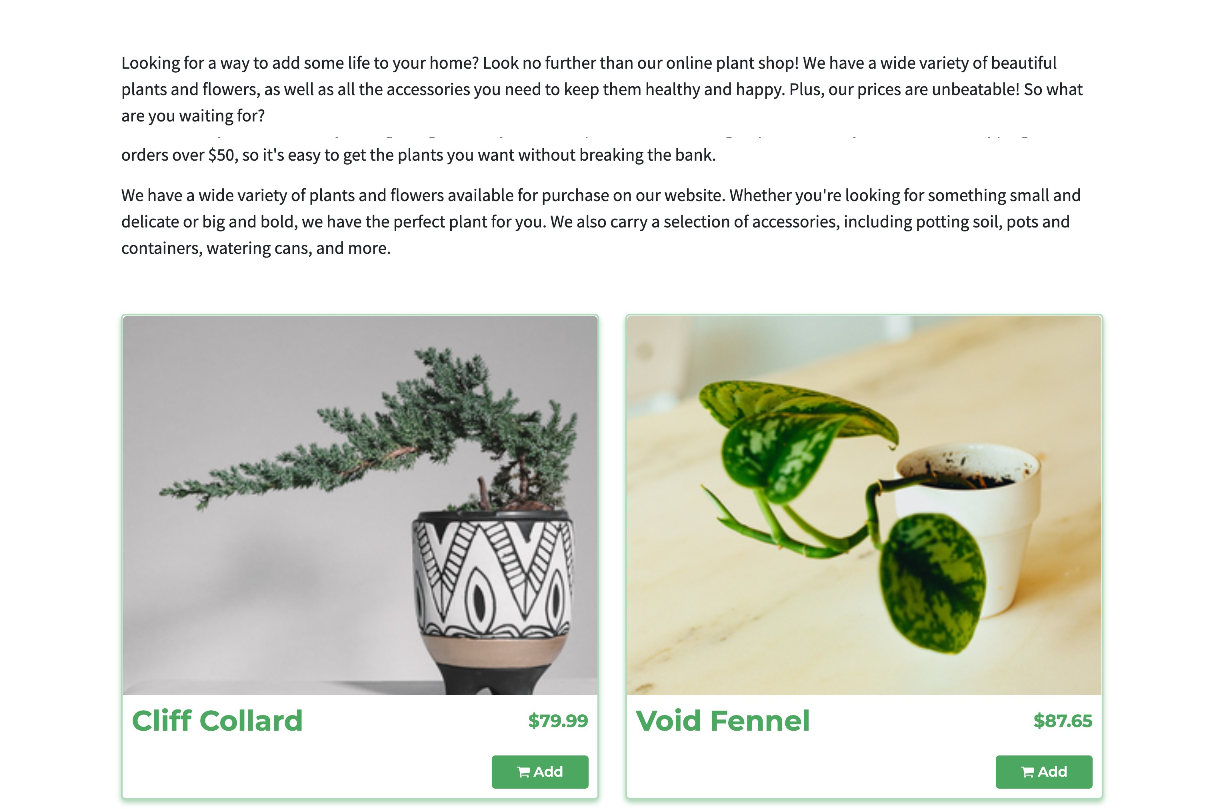 Looking for a way to add some life to your home? Look no further than our online plant shop! We have a wide variety of beautiful
plants and flowers, as well as all the accessories you need to keep them healthy and happy. Plus, our prices are unbeatable! So what
are you waiting for?
orders over $50, so it's easy to get the plants you want without breaking the bank.
We have a wide variety of plants and flowers available for purchase on our website. Whether you're looking for something small and
delicate or big and bold, we have the perfect plant for you. We also carry a selection of accessories, including potting soil, pots and
containers, watering cans, and more.
Cliff Collard $79.99
Add
Void Fennel $87.65
Add